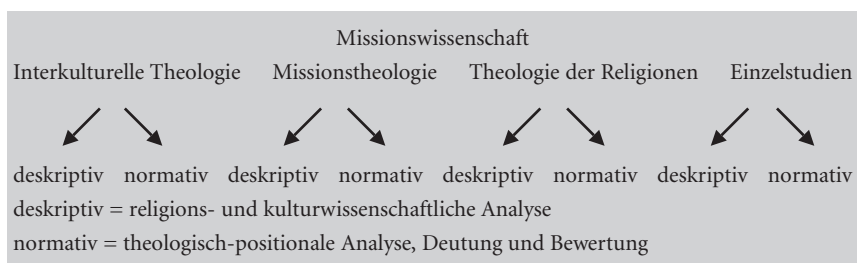 Missionswissenschaft
Interkulturelle Theologie Missionstheologie Theologie der Religionen Einzelstudien
deskriptiv normativ deskriptiv normativ deskriptiv normativ deskriptiv normativ
deskriptiv = religions- und kulturwissenschaftliche Analyse
normativ = theologisch-positionale Analyse, Deutung und Bewertung